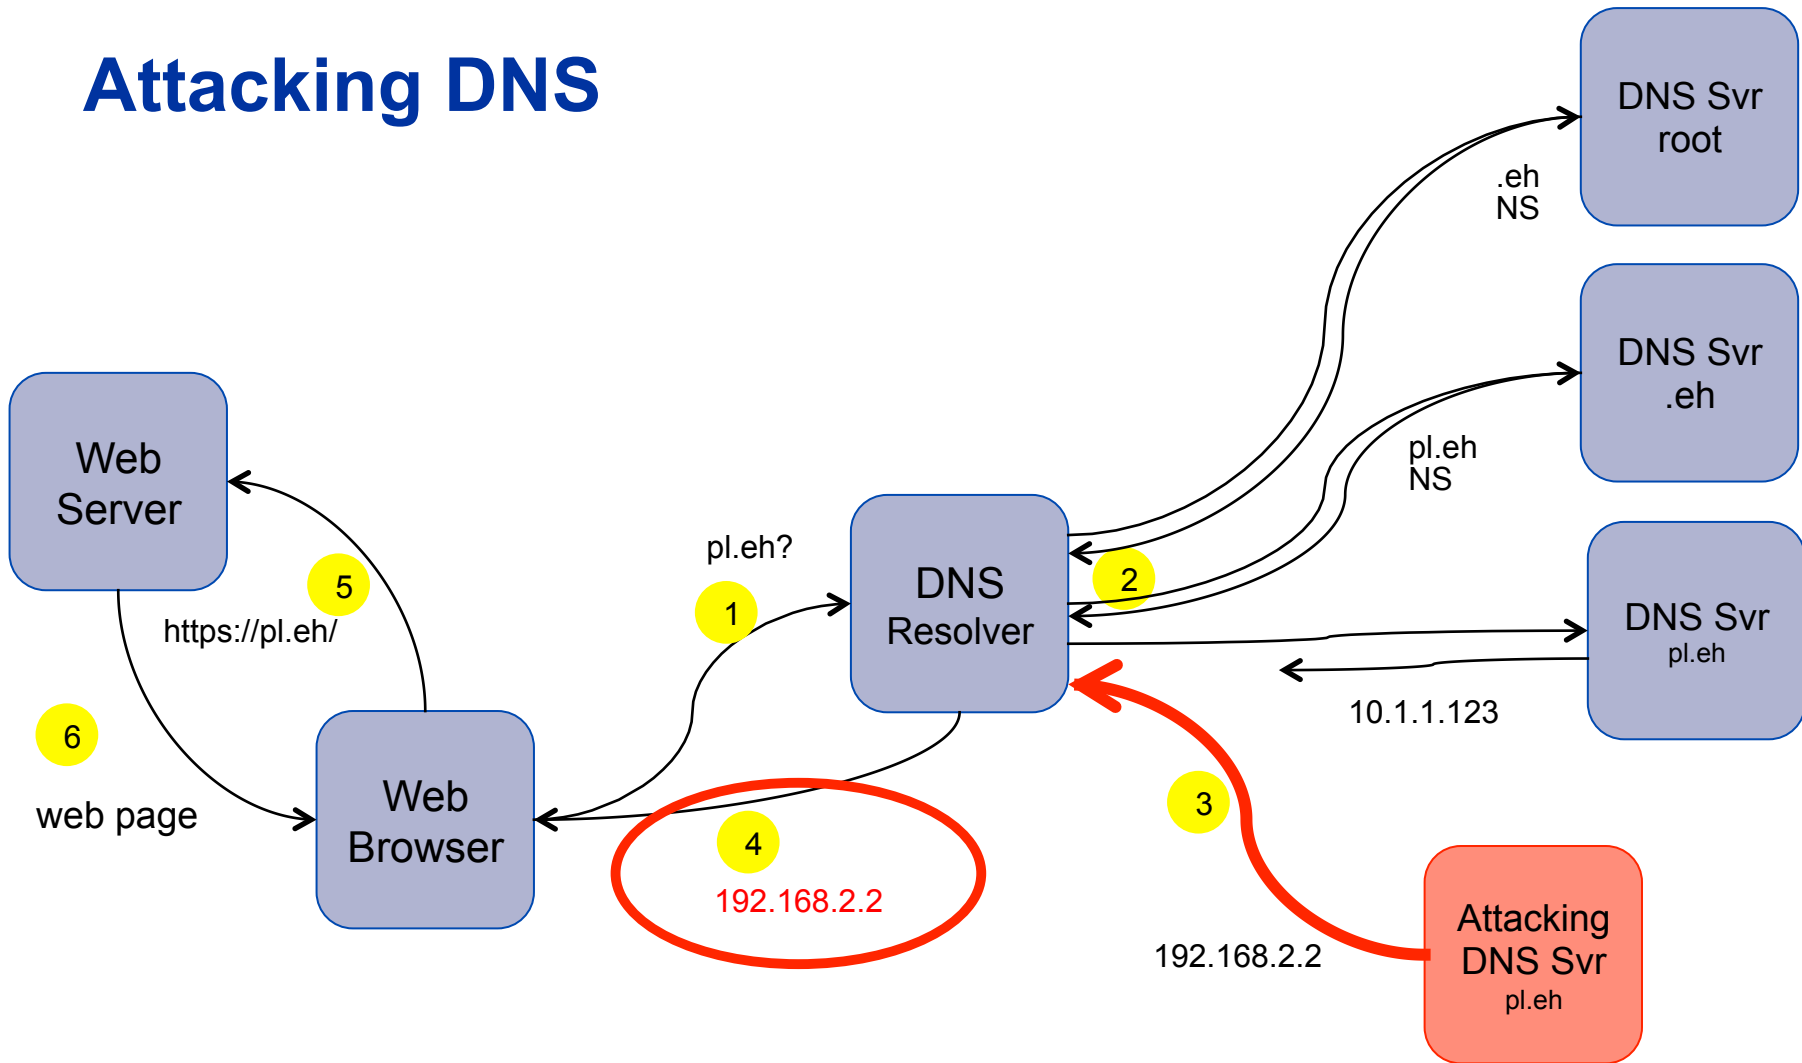 Attacking DNS
DNS Svr
root
.eh
NS
DNS Svr
.eh
pl.eh
NS
Web
Server
5
https://pl.eh/
pl.eh?
1
DNS
Resolver
2
DNS Svr
pl.eh
10.1.1.123
6
web page
Web
Browser
4
192.168.2.2
3
192.168.2.2
Attacking
DNS Svr
pl.eh